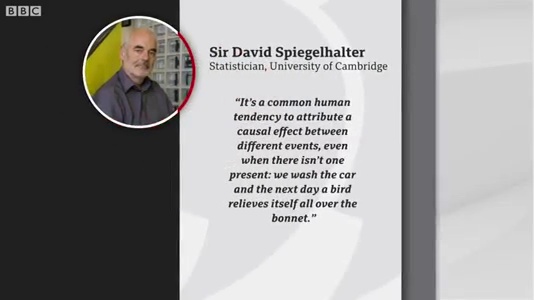 BBC
Sir David Spiegelhalter
Statistician, University of Cambridge
“It’s a common human
tendency to attribute a
causal effect between
different events, even
when there isn’t one
present: we wash the car
and the next day a bird
relieves itself all over the
bonnet.”